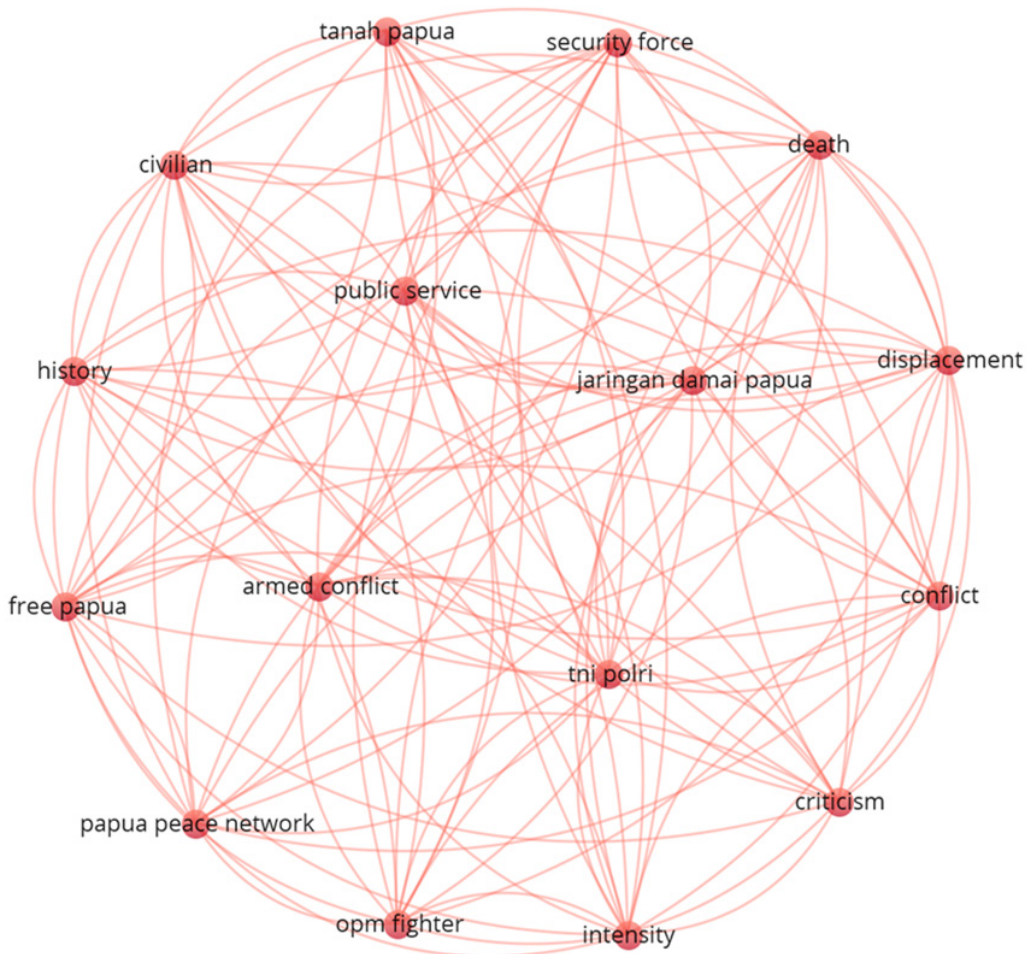 tanah papua
security force
death
civilian
public service
history
jaringan damai papua
displacement
armed conflict
free papua
conflict
tni polri
criticism
papua peace network
opm fighter
intensity